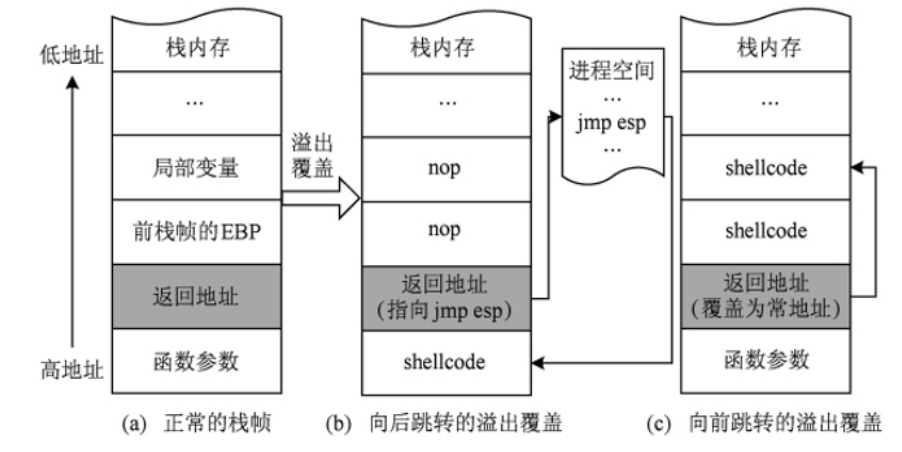 低地址
高地址
栈内存
…
局部变量
前栈帧的EBP
返回地址
函数参数
(a) 正常的栈帧
溢出
覆盖
栈内存
…
nop
nop
返回地址
(指向jmp esp)
shellcode
(b) 向后跳转的溢出覆盖
进程空间
…
jmp esp
…
栈内存
…
shellcode
shellcode
返回地址
(覆盖为常地址)
函数参数
(c) 向前跳转的溢出覆盖